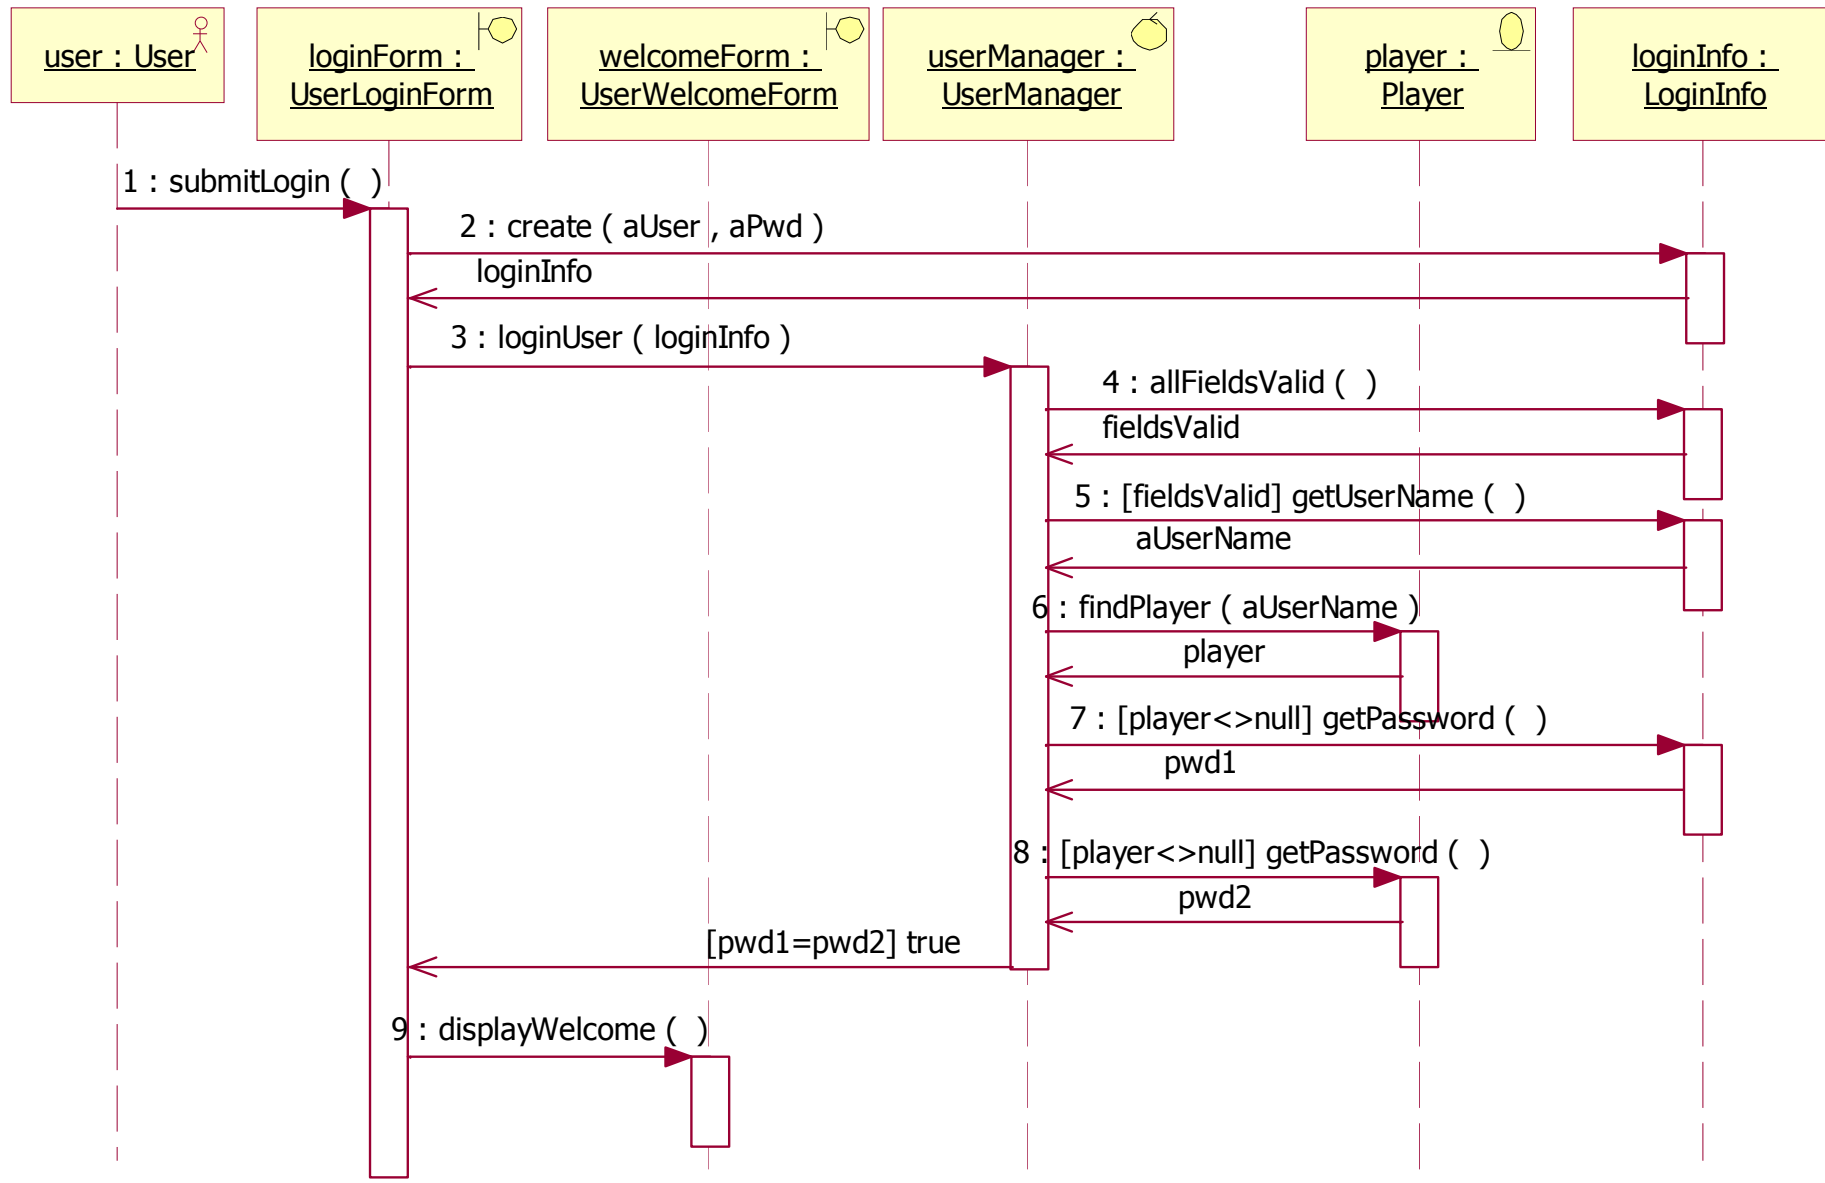 user : User
loginForm :
UserLoginForm
welcomeForm :
UserWelcomeForm
userManager :
UserManager
player :
Player
loginInfo :
LoginInfo
1 : submitLogin (  )
2 : create ( aUser , aPwd )
loginInfo
3 : loginUser ( loginInfo )
4 : allFieldsValid (  )
fieldsValid
5 : [fieldsValid] getUserName (  )
aUserName
6 : findPlayer ( aUserName )
player
7 : [player<>null] getPassword (  )
pwd1
8 : [player<>null] getPassword (  )
pwd2
[pwd1=pwd2] true
9 : displayWelcome (  )